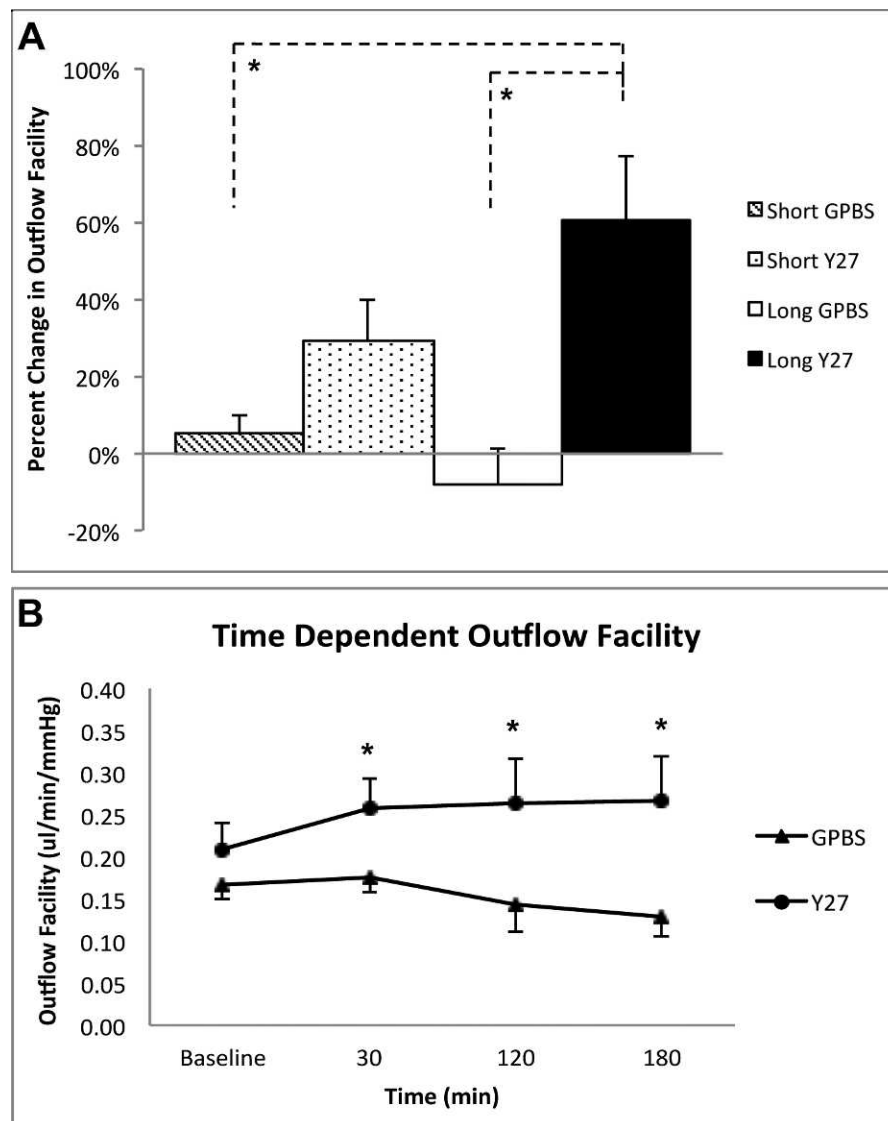 A
*
*
100%
80%
60%
40%
20%
0%
-20%
Percent Change in Outflow Facility
Short GPBS
Short Y27
Long GPBS
Long Y27
B
Time Dependent Outflow Facility
0.40
0.35
0.30
0.25
0.20
0.15
0.10
0.05
0.00
Outflow Facility (ul/min/mmHg)
* * *
GPBS
Y27
Baseline 30 120 180
Time (min)